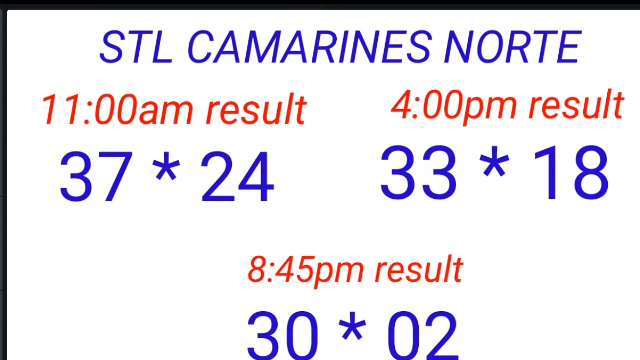 STL CAMARINES NORTE
11:00am result
4:00pm result
37 * 24
33 * 18
8:45pm result
30 * 02